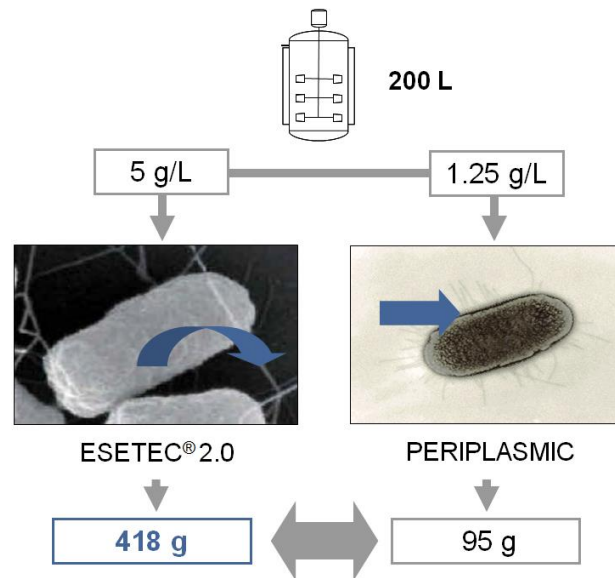 200 L
5 g/L
1.25 g/L
ESETEC® 2.0
PERIPLASMIC
418 g
95 g